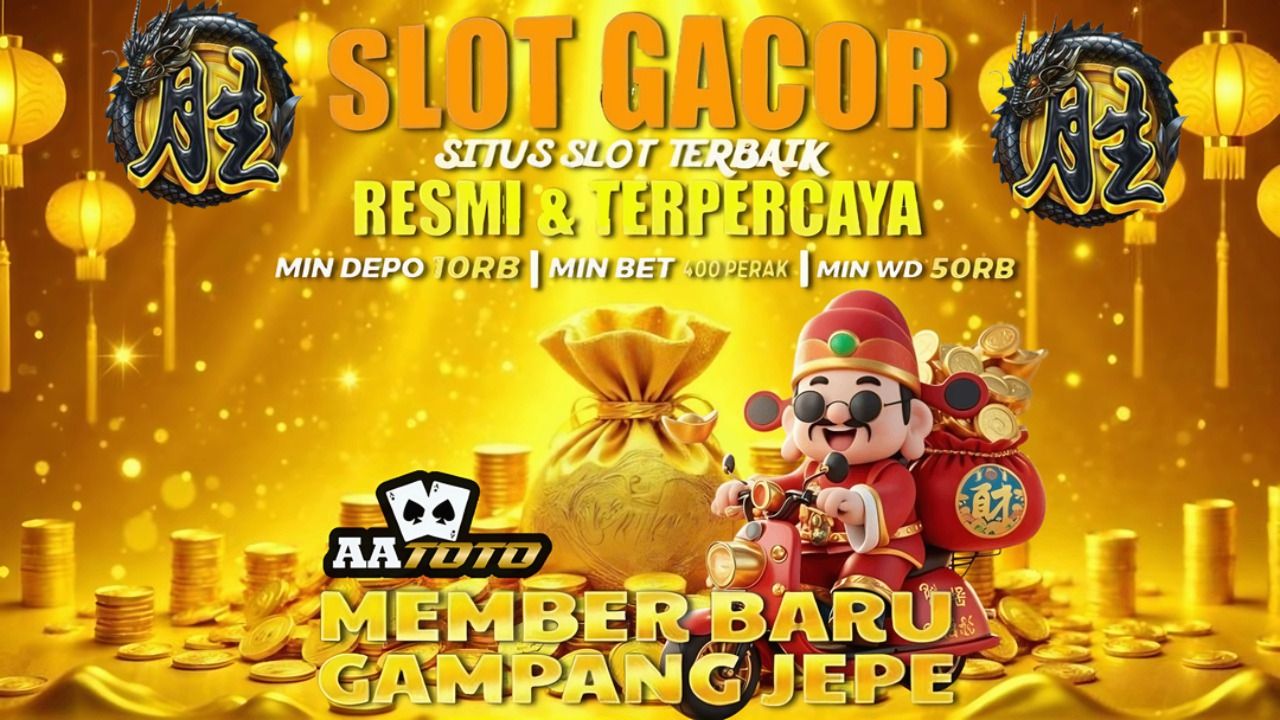 胜
SLOT GACOR
胜
SITUS SLOT TERBAIK
RESMI & TERPERCAYA
MIN DEPO 10RB | MIN BET 400 PERAK | MIN WD 50RB
財
AATOTO
MEMBER BARU
GAMPANG JEPE